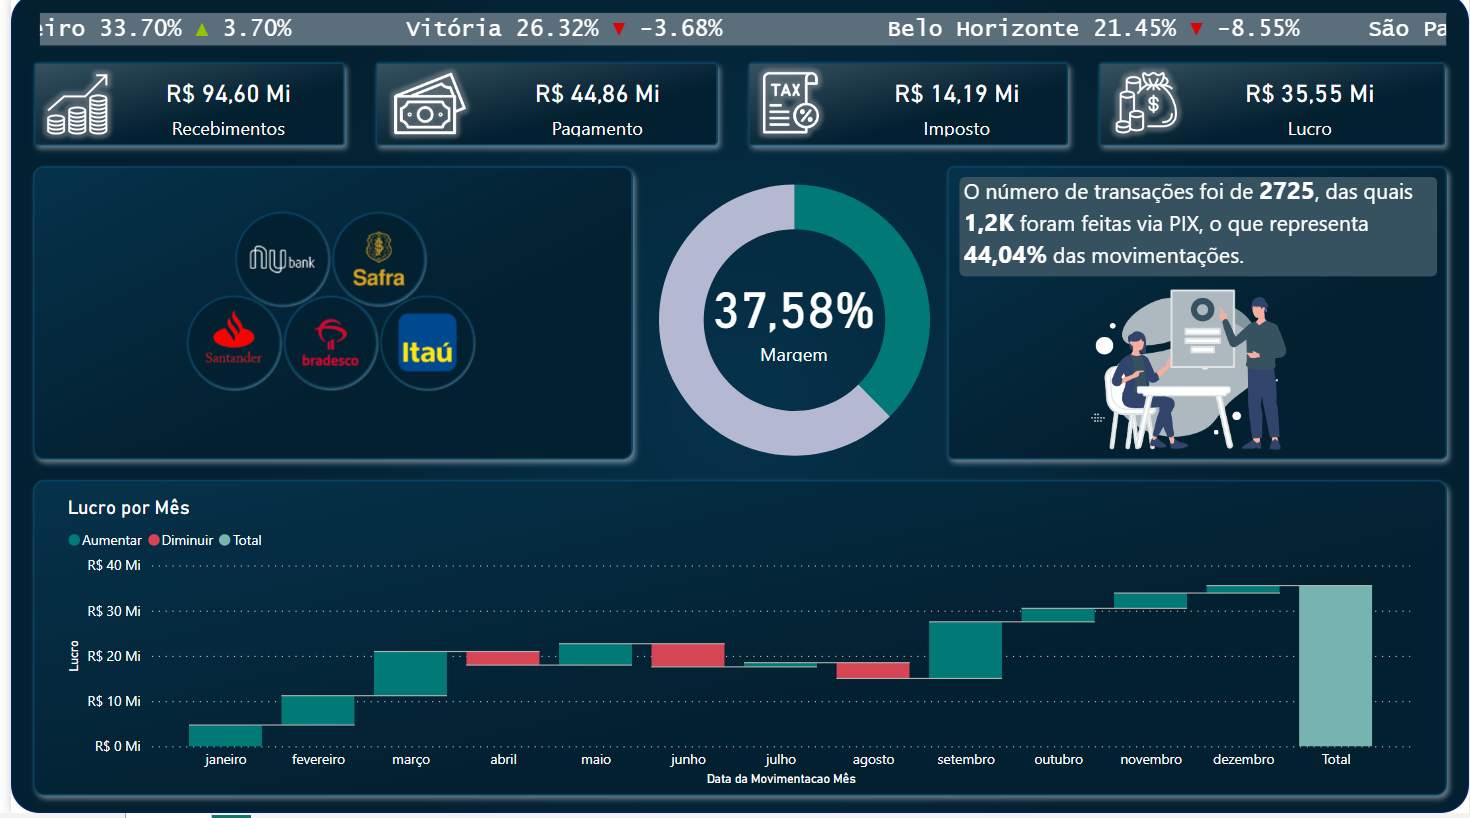 eiro 33.70% ▲ 3.70% Vitória 26.32% ▼ -3.68% Belo Horizonte 21.45% ▼ -8.55% São Pa
R$ 94,60 Mi
Recebimentos
R$ 44,86 Mi
Pagamento
TAX
%
R$ 14,19 Mi
Imposto
$
R$ 35,55 Mi
Lucro
nu bank
Safra
Santander
bradesco
Itaú
37,58%
Margem
O número de transações foi de 2725, das quais
1,2K foram feitas via PIX, o que representa
44,04% das movimentações.
Lucro por Mês
Aumentar Diminuir Total
R$ 40 Mi
R$ 30 Mi
R$ 20 Mi
R$ 10 Mi
R$ 0 Mi
Lucro
janeiro fevereiro março abril maio junho julho agosto setembro outubro novembro dezembro Total
Data da Movimentacao Mês